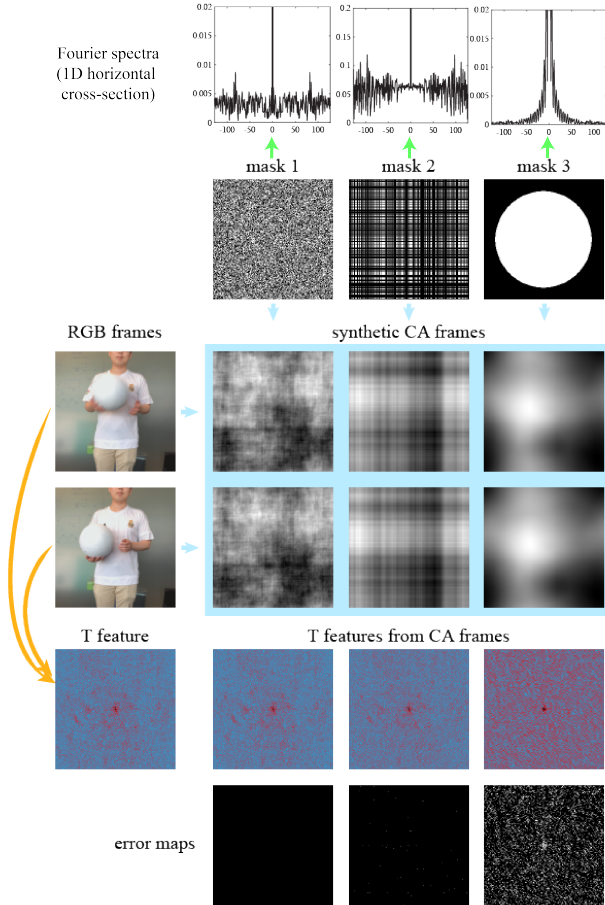 Fourier spectra
(1D horizontal
cross-section)
0.02
0.015
0.01
0.005
0
-100 -50 0 50 100
0.2
0.15
0.1
0.05
0
-100 -50 0 50 100
0.02
0.015
0.01
0.005
0
-100 -50 0 50 100
mask 1 mask 2 mask 3
RGB frames synthetic CA frames
T feature T features from CA frames
error maps